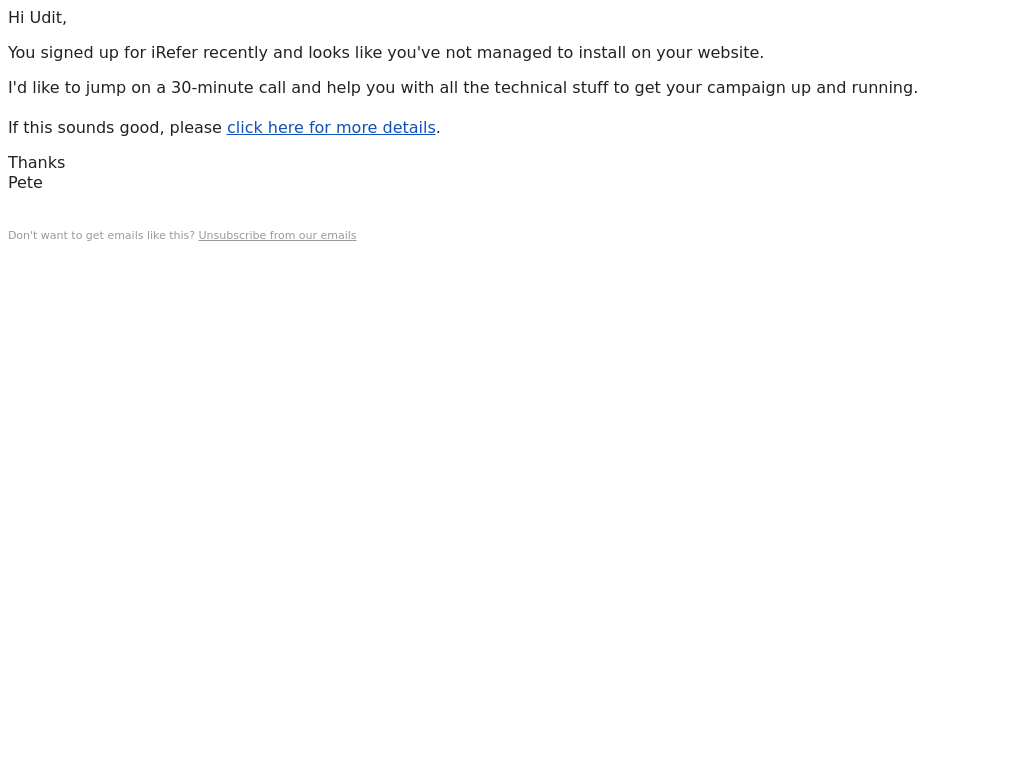 Hi Udit,
You signed up for iRefer recently and looks like you've not managed to install on your website.
I'd like to jump on a 30-minute call and help you with all the technical stuff to get your campaign up and running.
If this sounds good, please click here for more details.
Thanks
Pete
Don't want to get emails like this? Unsubscribe from our emails